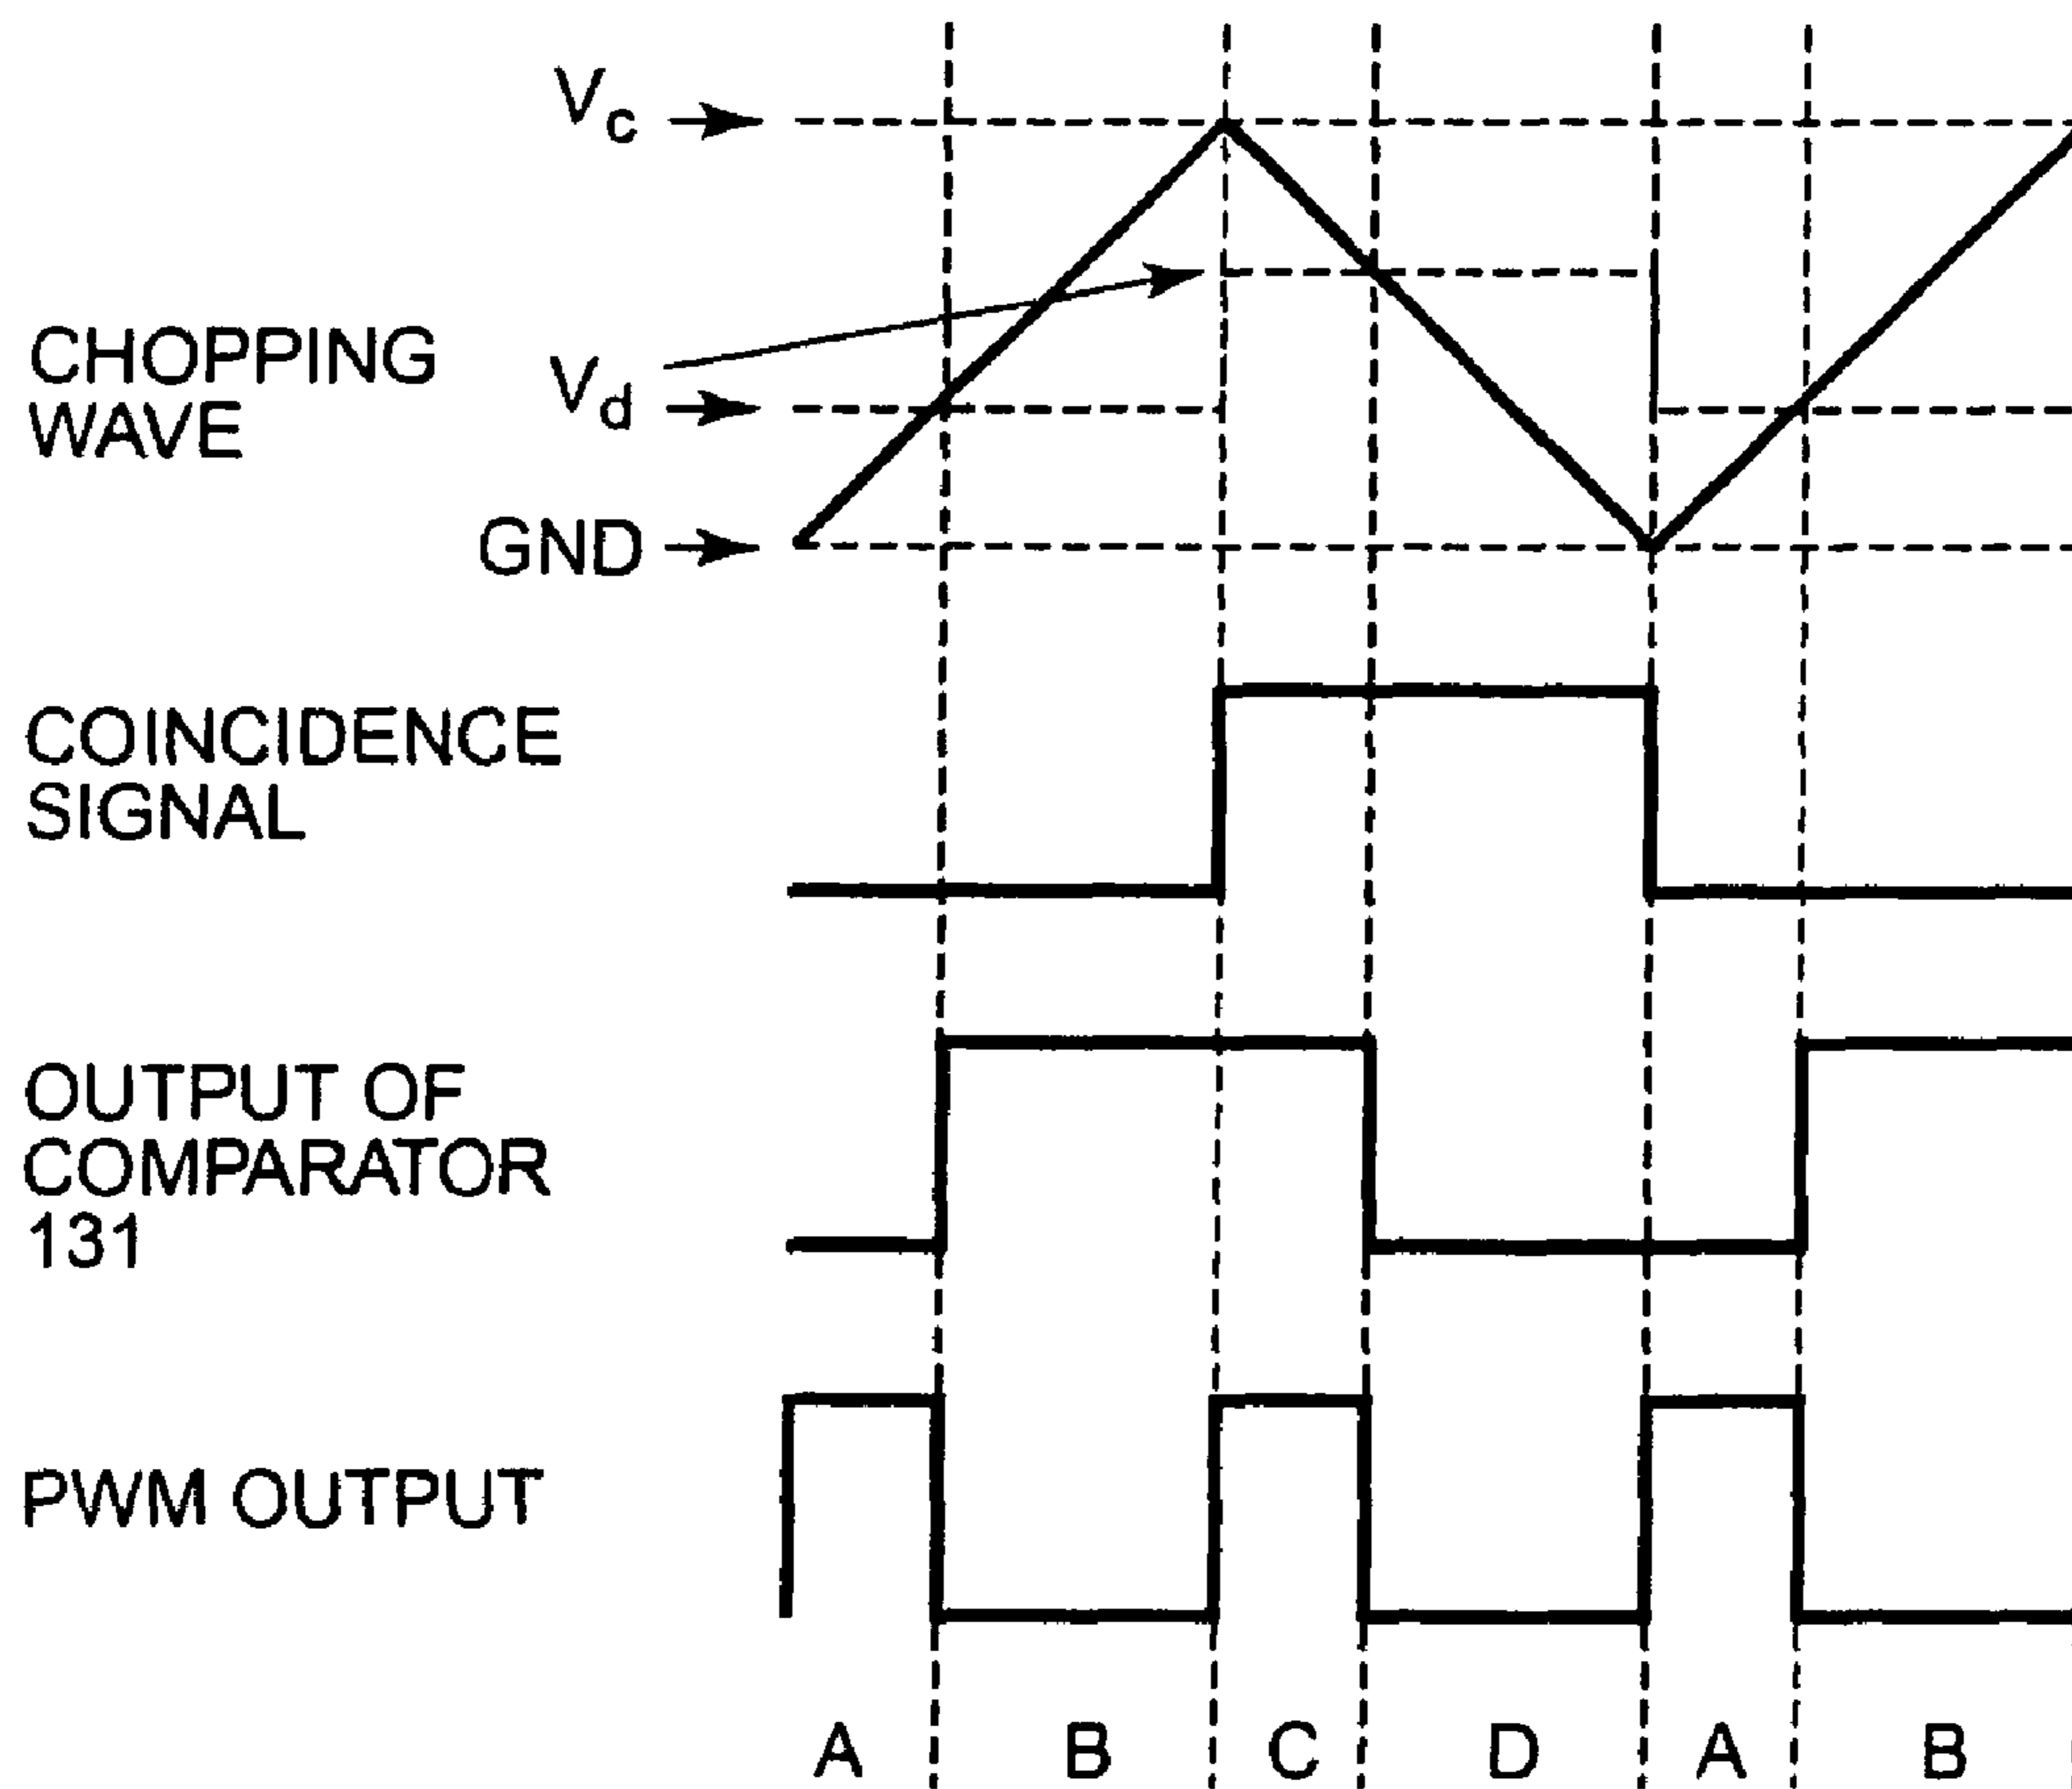 Vc
CHOPPING
WAVE
Vd
GND
COINCIDENCE
SIGNAL
OUTPUT OF
COMPARATOR
131
PWM OUTPUT
A B C D A B